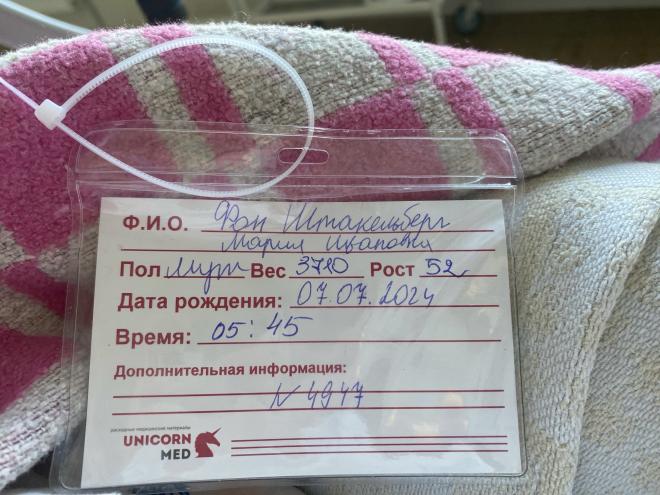 Ф.И.О. Фон Штакельберг
Мария Ивановна
Пол Муж Вес 3720 Рост 52
Дата рождения: 07.07.2024
Время: 05:45
Дополнительная информация:
N 4947
расходные медицинские материалы
UNICORN
MED